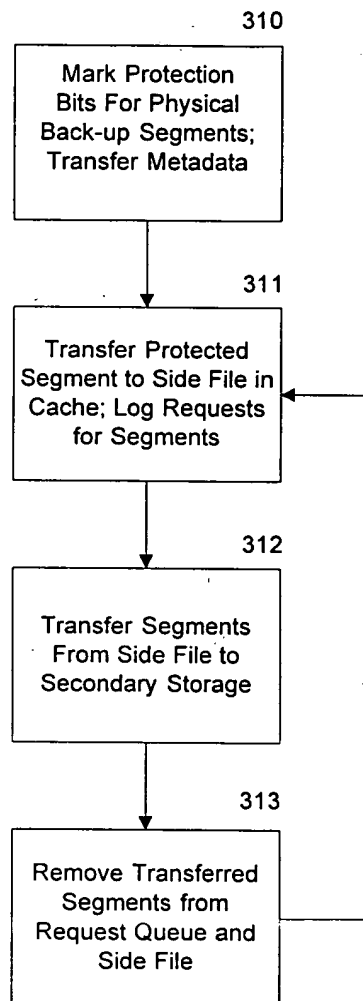 310
Mark Protection
Bits For Physical
Back-up Segments;
Transfer Metadata
311
Transfer Protected
Segment to Side File in
Cache; Log Requests
for Segments
312
Transfer Segments
From Side File to
Secondary Storage
313
Remove Transferred
Segments from
Request Queue and
Side File